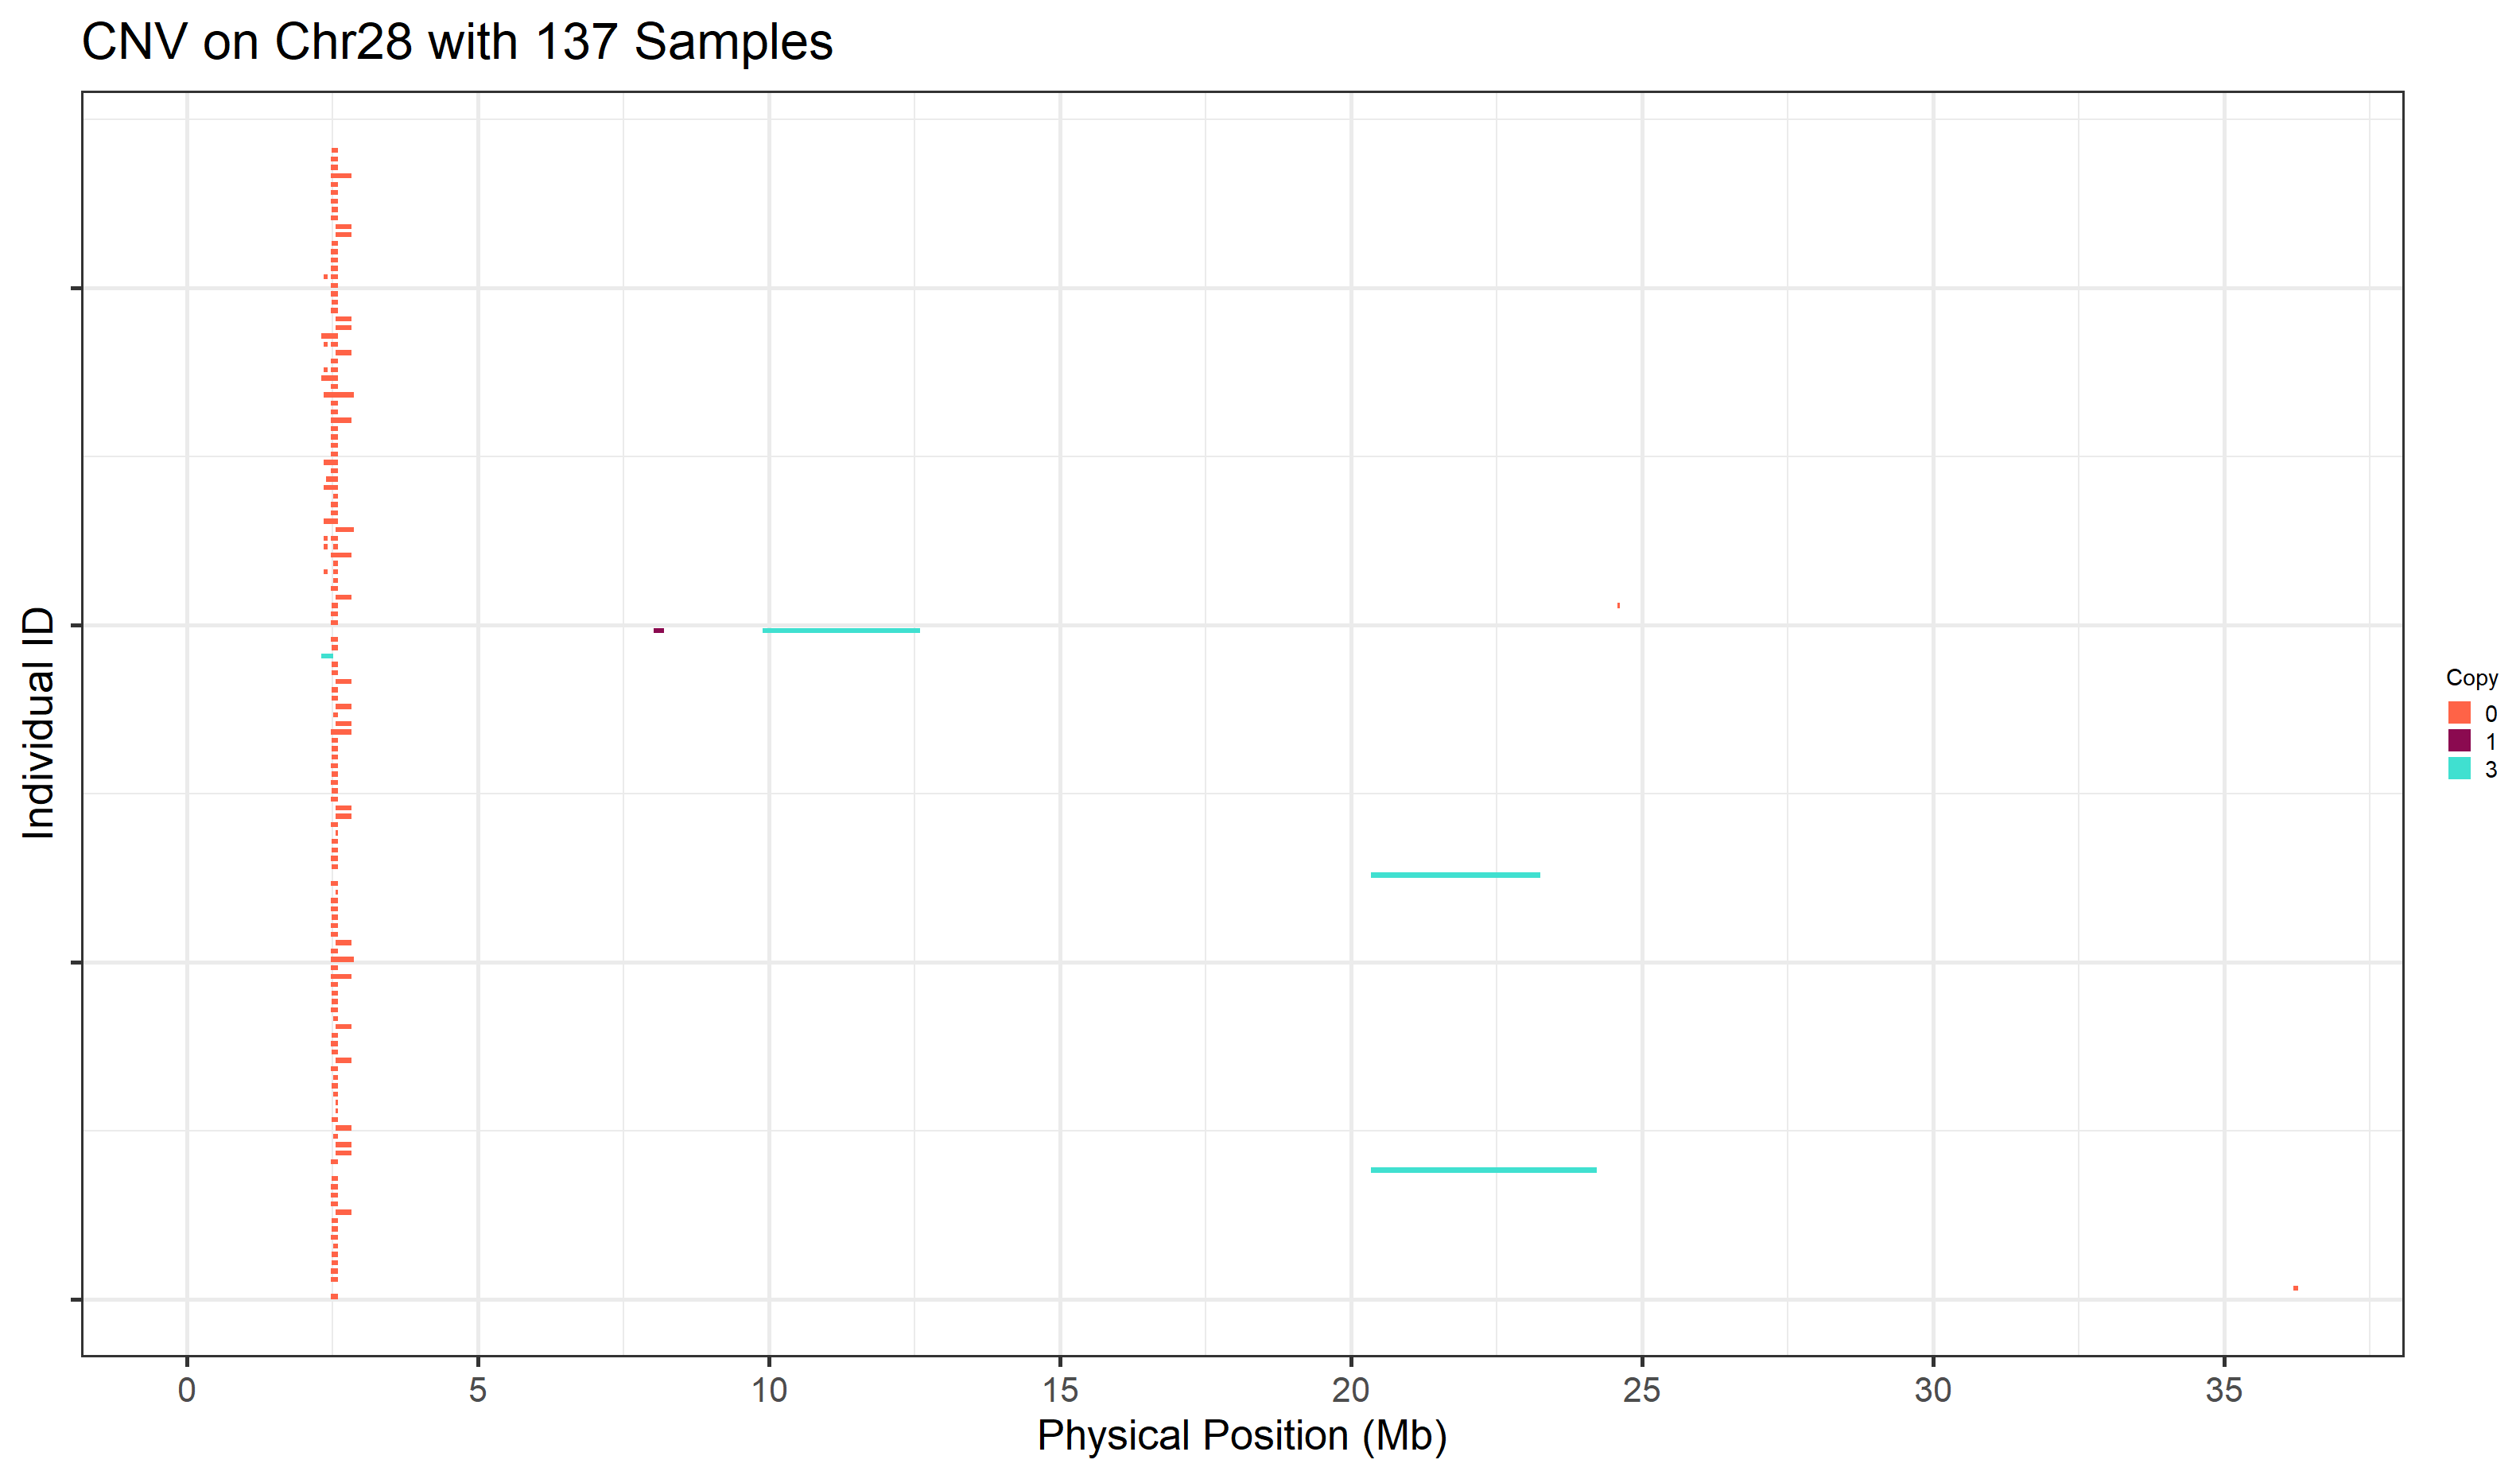 CNV on Chr28 with 137 Samples
Individual ID
Copy
0
1
3
0 5 10 15 20 25 30 35
Physical Position (Mb)